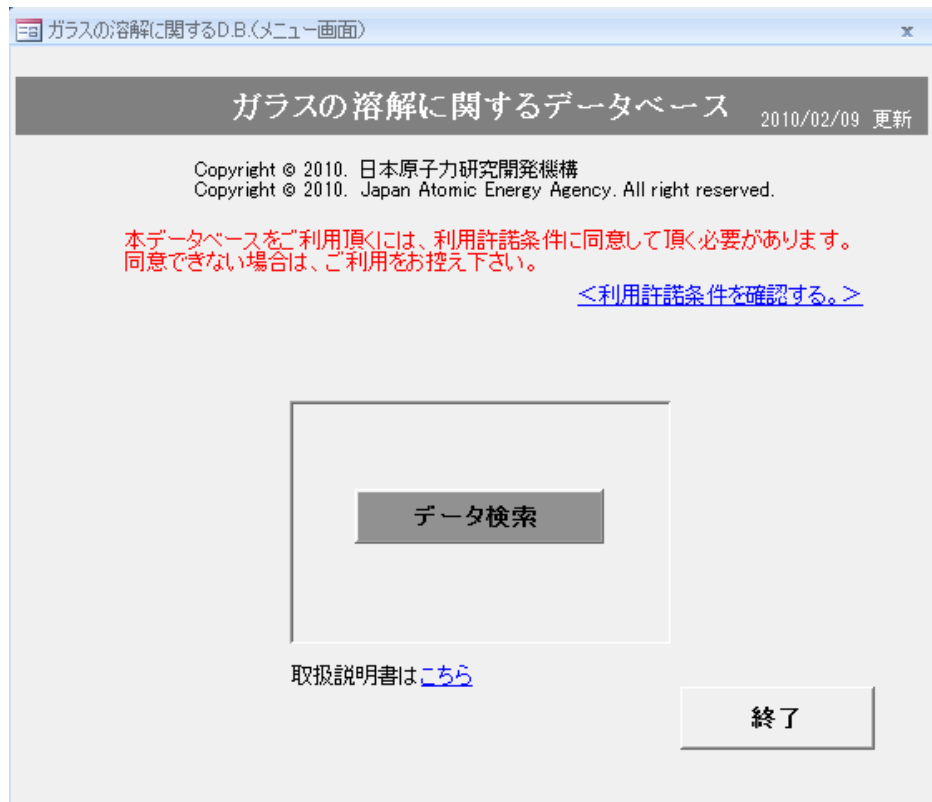 ガラスの溶解に関するD.B.(メニュー画面)
ガラスの溶解に関するデータベース 2010/02/09 更新
Copyright © 2010. 日本原子力研究開発機構
Copyright © 2010. Japan Atomic Energy Agency. All right reserved.
本データベースをご利用頂くには、利用許諾条件に同意して頂く必要があります。
同意できない場合は、ご利用をお控え下さい。
＜利用許諾条件を確認する。＞
データ検索
取扱説明書はこちら
終了